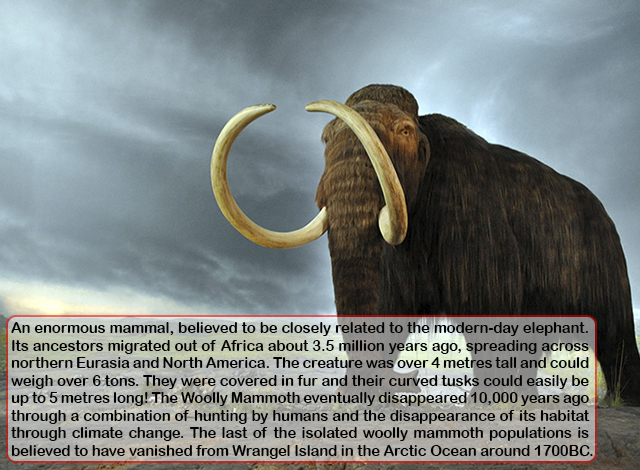 An enormous mammal, believed to be closely related to the modern-day elephant.
Its ancestors migrated out of Africa about 3.5 million years ago, spreading across
northern Eurasia and North America. The creature was over 4 metres tall and could
weigh over 6 tons. They were covered in fur and their curved tusks could easily be
up to 5 metres long! The Woolly Mammoth eventually disappeared 10,000 years ago
through a combination of hunting by humans and the disappearance of its habitat
through climate change. The last of the isolated woolly mammoth populations is
believed to have vanished from Wrangel Island in the Arctic Ocean around 1700BC.